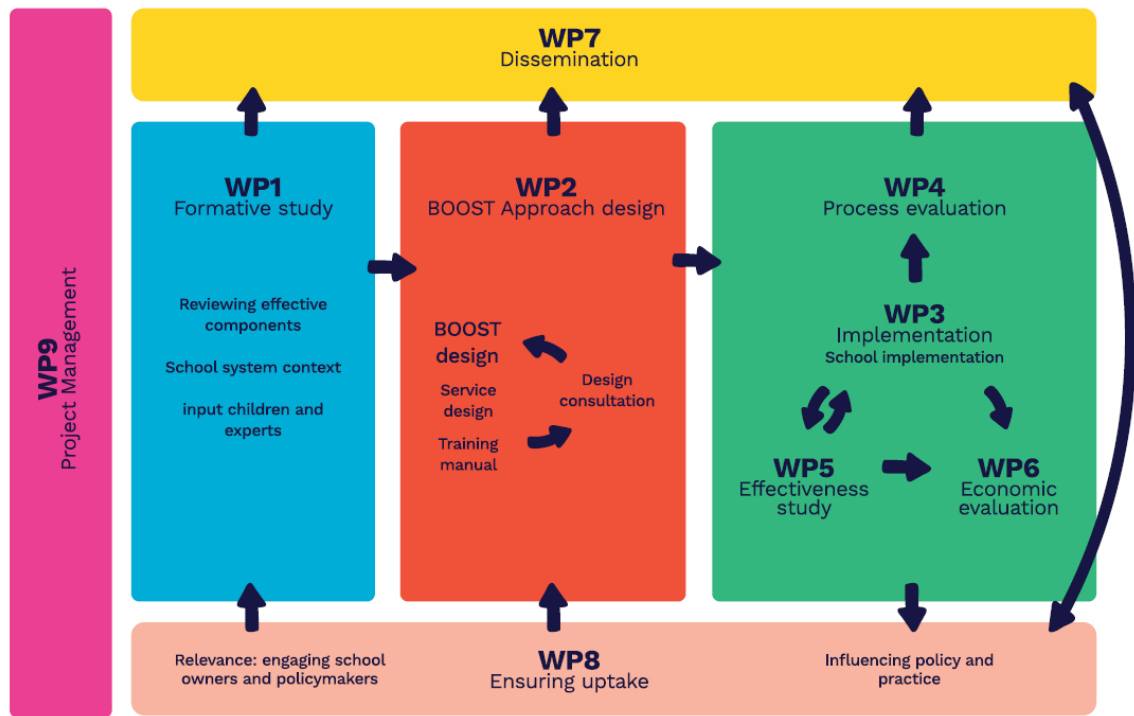 WP9
Project Management
WP7
Dissemination
WP1
Formative study
Reviewing effective
components
School system context
input children and
experts
WP2
BOOST Approach design
BOOST
design
Service
design
Training
manual
Design
consultation
WP4
Process evaluation
WP3
Implementation
School implementation
WP5
Effectiveness
study
WP6
Economic
evaluation
Relevance: engaging school
owners and policymakers
WP8
Ensuring uptake
Influencing policy and
practice